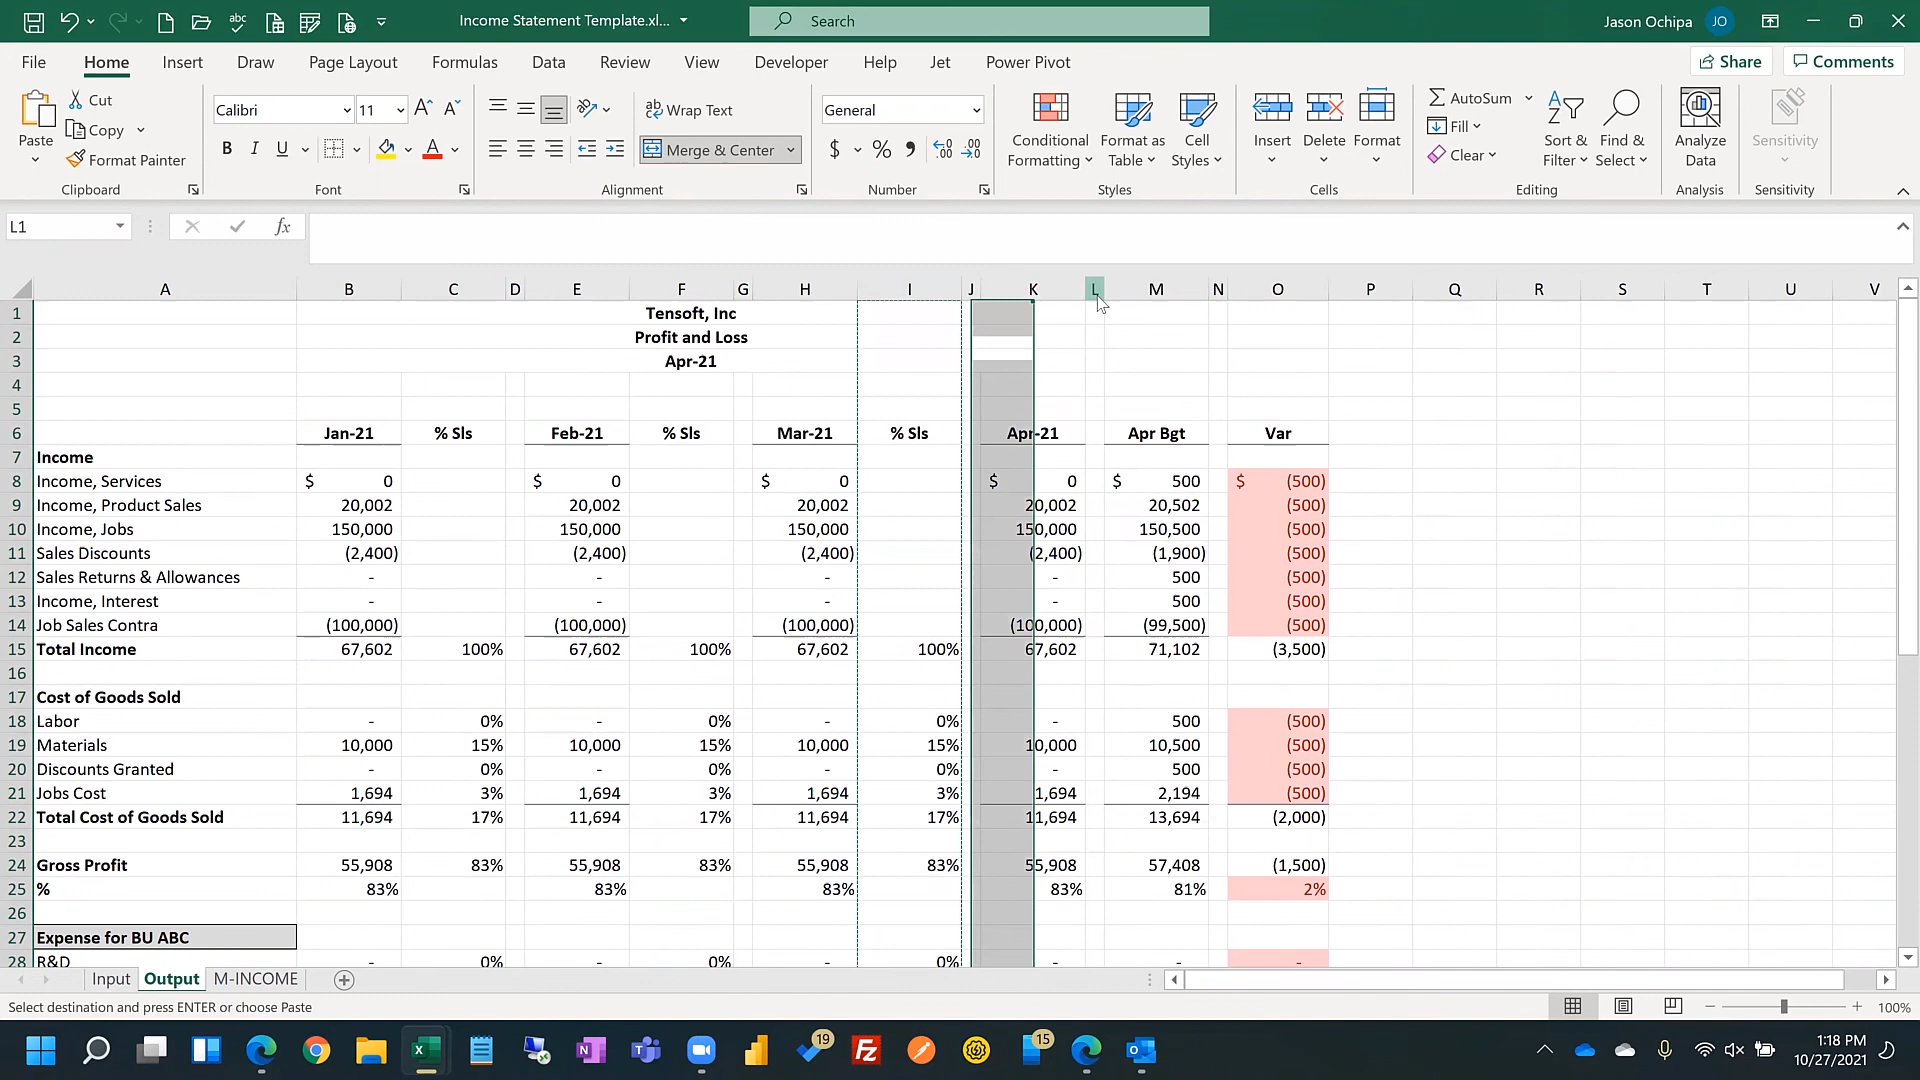 Income Statement Template.xl...
Search
Jason Ochipa JO
File Home Insert Draw Page Layout Formulas Data Review View Developer Help Jet Power Pivot Share Comments
Paste Cut Copy Format Painter
Clipboard
Calibri 11
B I U A
Font
ab Wrap Text
Merge & Center
Alignment
General
$ % 9 .00 .00
Number
Conditional Formatting Format as Table Cell Styles
Styles
Insert Delete Format
Cells
AutoSum Fill Clear Sort & Filter Find & Select
Editing
Analyze Data
Analysis
Sensitivity
Sensitivity
L1 fx
A B C D E F G H I J K L M N O P Q R S T U V
1 Tensoft, Inc
2 Profit and Loss
3 Apr-21
4
5
6 Jan-21 % Sls Feb-21 % Sls Mar-21 % Sls Apr-21 Apr Bgt Var
7 Income
8 Income, Services $ 0 $ 0 $ 0 $ 0 $ 500 $ (500)
9 Income, Product Sales 20,002 20,002 20,002 20,002 20,502 (500)
10 Income, Jobs 150,000 150,000 150,000 150,000 150,500 (500)
11 Sales Discounts (2,400) (2,400) (2,400) (2,400) (1,900) (500)
12 Sales Returns & Allowances - - - - 500 (500)
13 Income, Interest - - - - 500 (500)
14 Job Sales Contra (100,000) (100,000) (100,000) (100,000) (99,500) (500)
15 Total Income 67,602 100% 67,602 100% 67,602 100% 67,602 71,102 (3,500)
16
17 Cost of Goods Sold
18 Labor - 0% - 0% - 0% - 500 (500)
19 Materials 10,000 15% 10,000 15% 10,000 15% 10,000 10,500 (500)
20 Discounts Granted - 0% - 0% - 0% - 500 (500)
21 Jobs Cost 1,694 3% 1,694 3% 1,694 3% 1,694 2,194 (500)
22 Total Cost of Goods Sold 11,694 17% 11,694 17% 11,694 17% 11,694 13,694 (2,000)
23
24 Gross Profit 55,908 83% 55,908 83% 55,908 83% 55,908 57,408 (1,500)
25 % 83% 83% 83% 83% 81% 2%
26
27 Expense for BU ABC
28 R&D - 0% - 0% - 0% - - -
Input Output M-INCOME
Select destination and press ENTER or choose Paste 100%
19 15
1:18 PM
10/27/2021